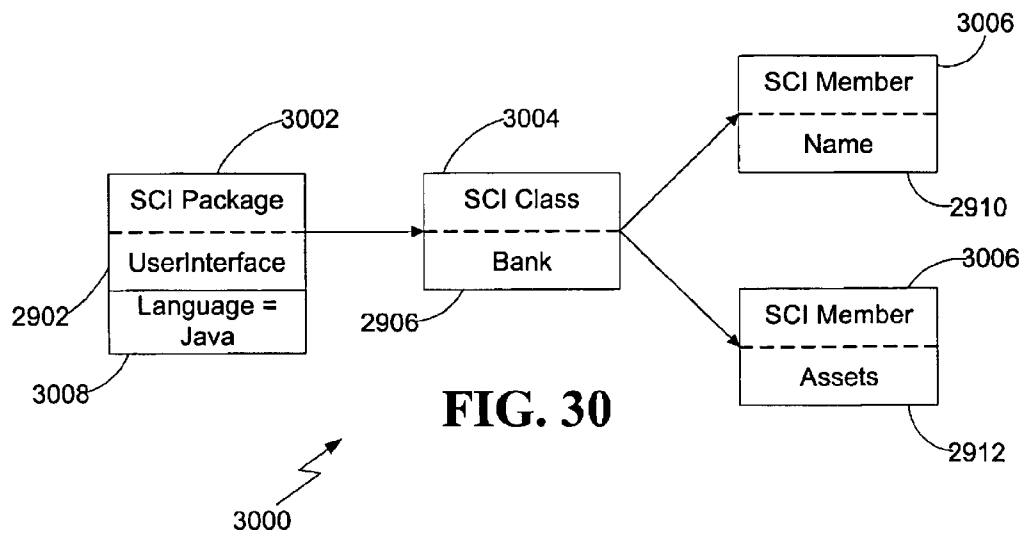 3006
SCI Member
Name
2910
3002
SCI Package
UserInterface
Language =
Java
2902
3008
3004
SCI Class
Bank
2906
3006
SCI Member
Assets
2912
FIG. 30
3000